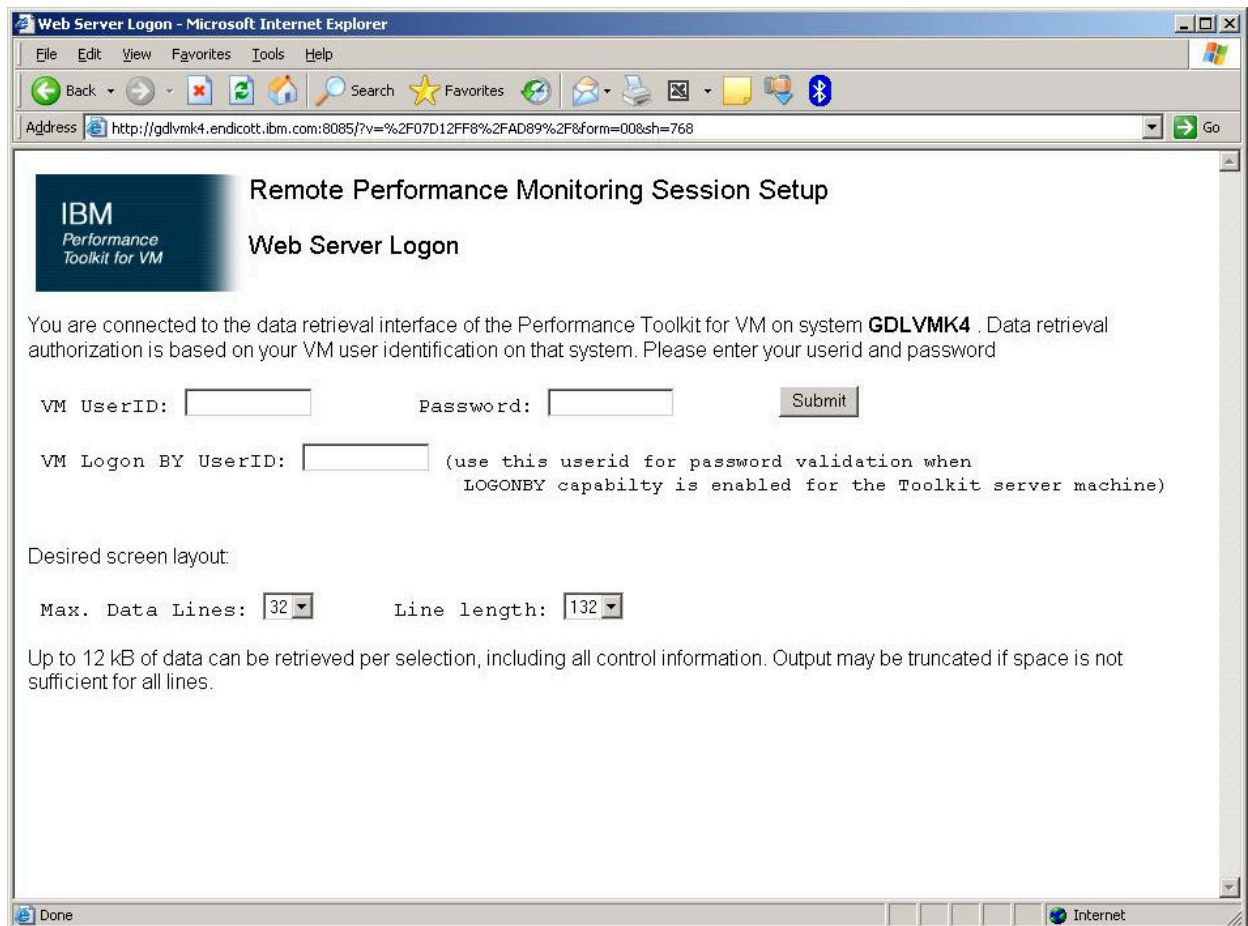 Web Server Logon - Microsoft Internet Explorer
File Edit View Favorites Tools Help
Back Search Favorites
Address http://gdlvmk4.endicott.ibm.com:8085/?v=%2F07D12FF8%2FAD89%2F&form=00&sh=768 Go
IBM
Performance
Toolkit for VM
Remote Performance Monitoring Session Setup
Web Server Logon
You are connected to the data retrieval interface of the Performance Toolkit for VM on system GDLVMK4 . Data retrieval
authorization is based on your VM user identification on that system. Please enter your userid and password
VM UserID: Password: Submit
VM Logon BY UserID: (use this userid for password validation when
LOGONBY capabilty is enabled for the Toolkit server machine)
Desired screen layout:
Max. Data Lines: 32 Line length: 132
Up to 12 kB of data can be retrieved per selection, including all control information. Output may be truncated if space is not
sufficient for all lines.
Done Internet